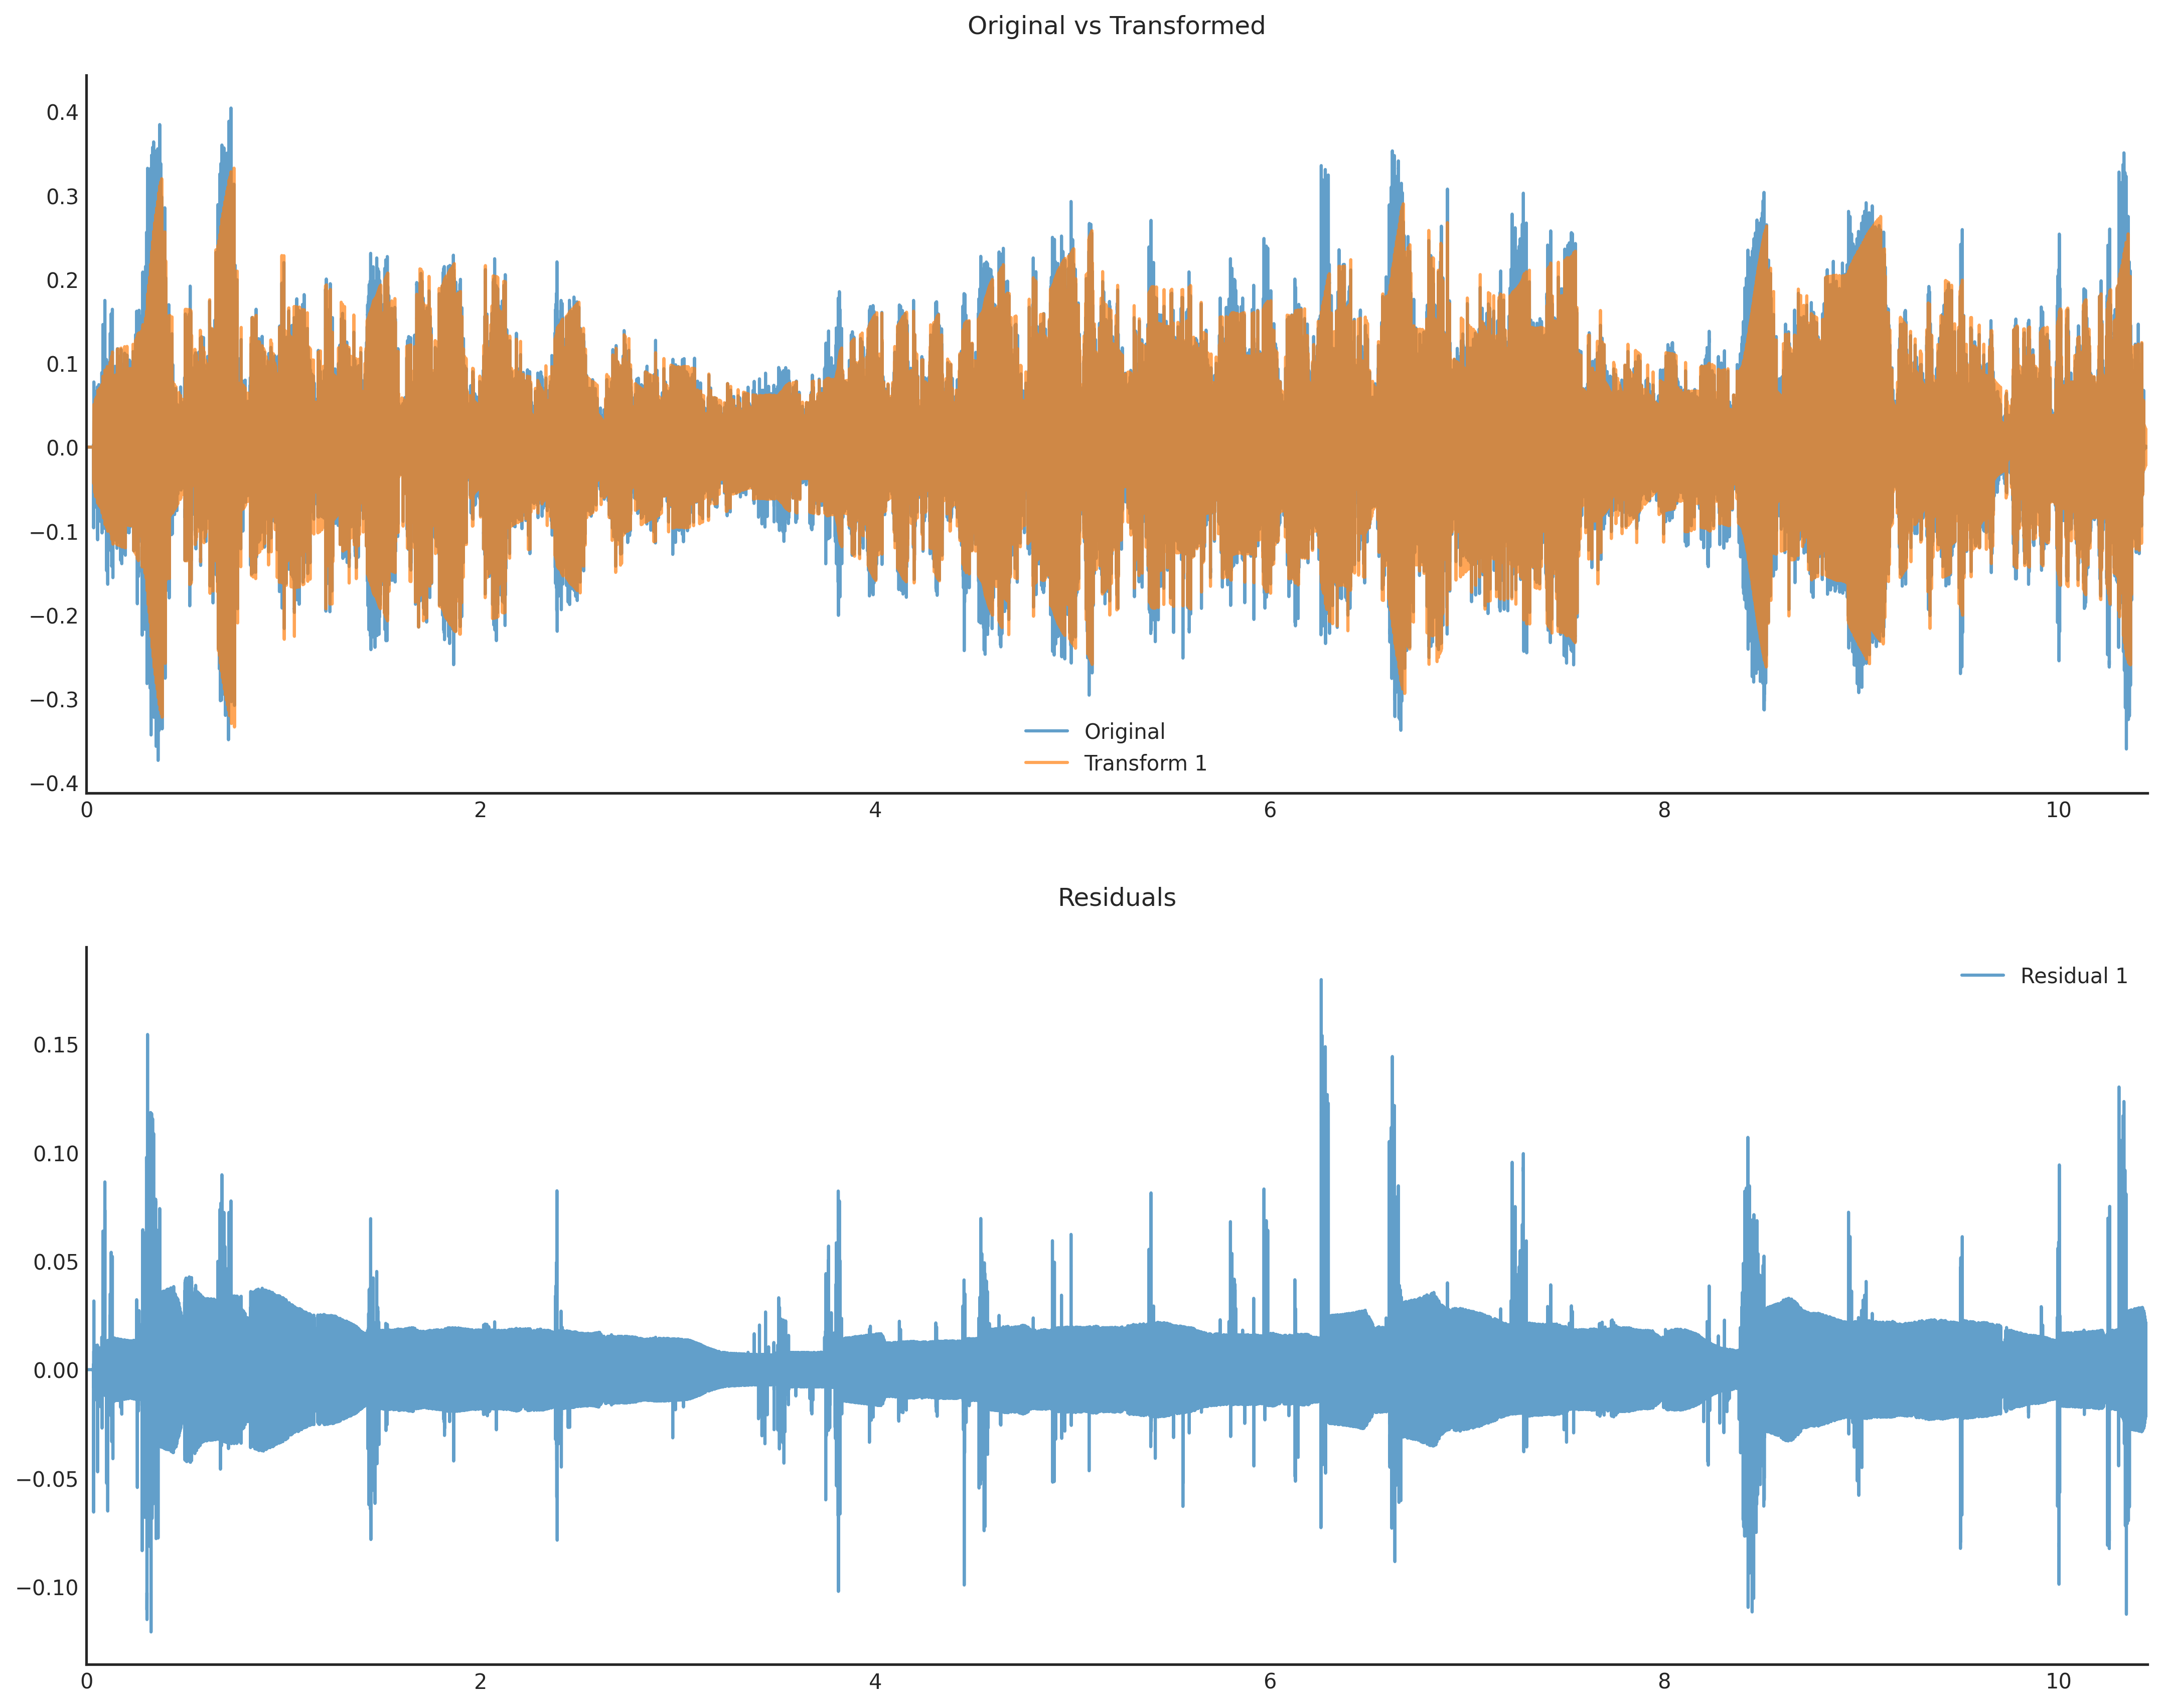 Original vs Transformed
0.4
0.3
0.2
0.1
0.0
−0.1
−0.2
−0.3
−0.4
Original
Transform 1
0 2 4 6 8 10
Residuals
Residual 1
0.15
0.10
0.05
0.00
−0.05
−0.10
0 2 4 6 8 10